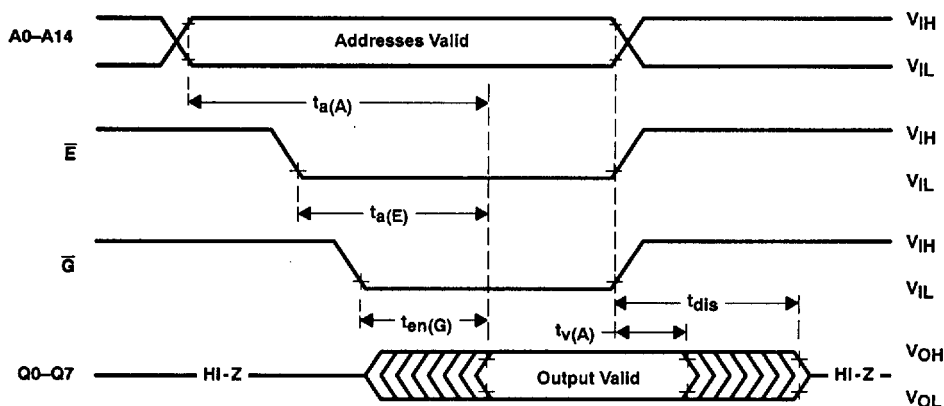 A0–A14
Addresses Valid
VIH
VIL
ta(A)
E̅
VIH
VIL
ta(E)
G̅
VIH
VIL
tdis
ten(G)
tv(A)
Q0–Q7
HI-Z
Output Valid
HI-Z
VOH
VOL